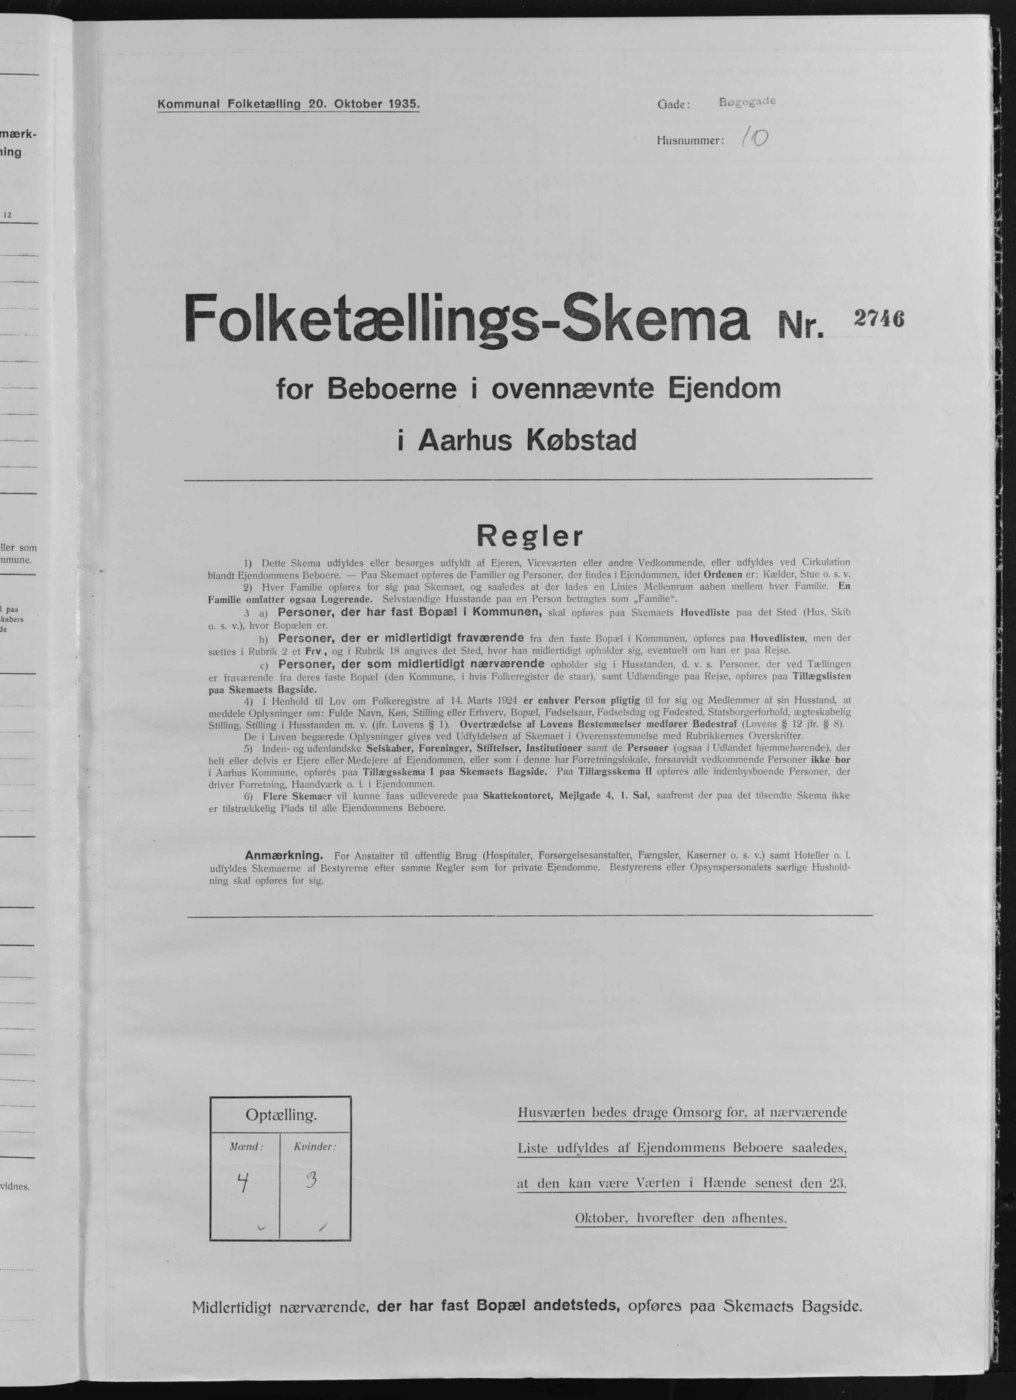 Kommunal Folketælling 20. Oktober 1935.
Gade: Bøgegade
Husnummer: 10
Folketællings-Skema Nr. 2746
for Beboerne i ovennævnte Ejendom
i Aarhus Købstad
Regler
1) Dette Skema udfyldes eller besørges udfyldt af Ejeren, Viceværten eller andre Vedkommende, eller udfyldes ved Cirkulation
blandt Ejendommens Beboere. — Paa Skemaet opføres de Familier og Personer, der findes i Ejendommen, idet Ordenen er: Kælder, Stue o. s. v.
2) Hver Familie opføres for sig paa Skemaet, og saaledes at der lades en Linies Mellemrum aaben mellem hver Familie. En
Familie omfatter ogsaa Logerende. Selvstændige Husstande paa en Person betragtes som „Familie“.
3 a) Personer, der har fast Bopæl i Kommunen, skal opføres paa Skemaets Hovedliste paa det Sted (Hus, Skib
o. s. v.), hvor Bopælen er.
b) Personer, der er midlertidigt fraværende fra den faste Bopæl i Kommunen, opføres paa Hovedlisten, men der
sættes i Rubrik 2 et Frv., og i Rubrik 18 angives det Sted, hvor han midlertidigt opholder sig, eventuelt om han er paa Rejse.
c) Personer, der som midlertidigt nærværende opholder sig i Husstanden, d. v. s. Personer, der ved Tællingen
er fraværende fra deres faste Bopæl (den Kommune, i hvis Folkeregister de staar), samt Udlændinge paa Rejse, opføres paa Tillægslisten
paa Skemaets Bagside.
4) I Henhold til Lov om Folkeregistre af 14. Marts 1924 er enhver Person pligtig til for sig og Medlemmer af sin Husstand, at
meddele Oplysninger om: Fulde Navn, Køn, Stilling eller Erhverv, Bopæl, Fødselsaar, Fødselsdag og Fødested, Statsborgerforhold, ægteskabelig
Stilling, Stilling i Husstanden m. v. (jfr. Lovens § 1). Overtrædelse af Lovens Bestemmelser medfører Bødestraf (Lovens § 12 jfr. § 8).
De i Loven begærede Oplysninger gives ved Udfyldelsen af Skemaet i Overensstemmelse med Rubrikkernes Overskrifter.
5) Inden- og udenlandske Selskaber, Foreninger, Stiftelser, Institutioner samt de Personer (ogsaa i Udlandet hjemmehørende), der
helt eller delvis er Ejere eller Medejere af Ejendommen, eller som i denne har Forretningslokale, forsaavidt vedkommende Personer ikke bor
i Aarhus Kommune, opføres paa Tillægsskema I paa Skemaets Bagside. Paa Tillægsskema II opføres alle indenbysboende Personer, der
driver Forretning, Haandværk o. l. i Ejendommen.
6) Flere Skemaer vil kunne faas udleverede paa Skattekontoret, Mejlgade 4, 1. Sal, saafremt der paa det tilsendte Skema ikke
er tilstrækkelig Plads til alle Ejendommens Beboere.
Anmærkning. For Anstalter til offentlig Brug (Hospitaler, Forsørgelsesanstalter, Fængsler, Kaserner o. s. v.) samt Hoteller o. l.
udfyldes Skemaerne af Bestyrerne efter samme Regler som for private Ejendomme. Bestyrerens eller Opsynspersonalets særlige Hushold-
ning skal opføres for sig.
Optælling.
Mænd: Kvinder:
4 3
Husværten bedes drage Omsorg for, at nærværende
Liste udfyldes af Ejendommens Beboere saaledes,
at den kan være Værten i Hænde senest den 23.
Oktober, hvorefter den afhentes.
Midlertidigt nærværende, der har fast Bopæl andetsteds, opføres paa Skemaets Bagside.
mærk-
ning
12
ller som
mmune.
paa
kabers
de
vidnes.